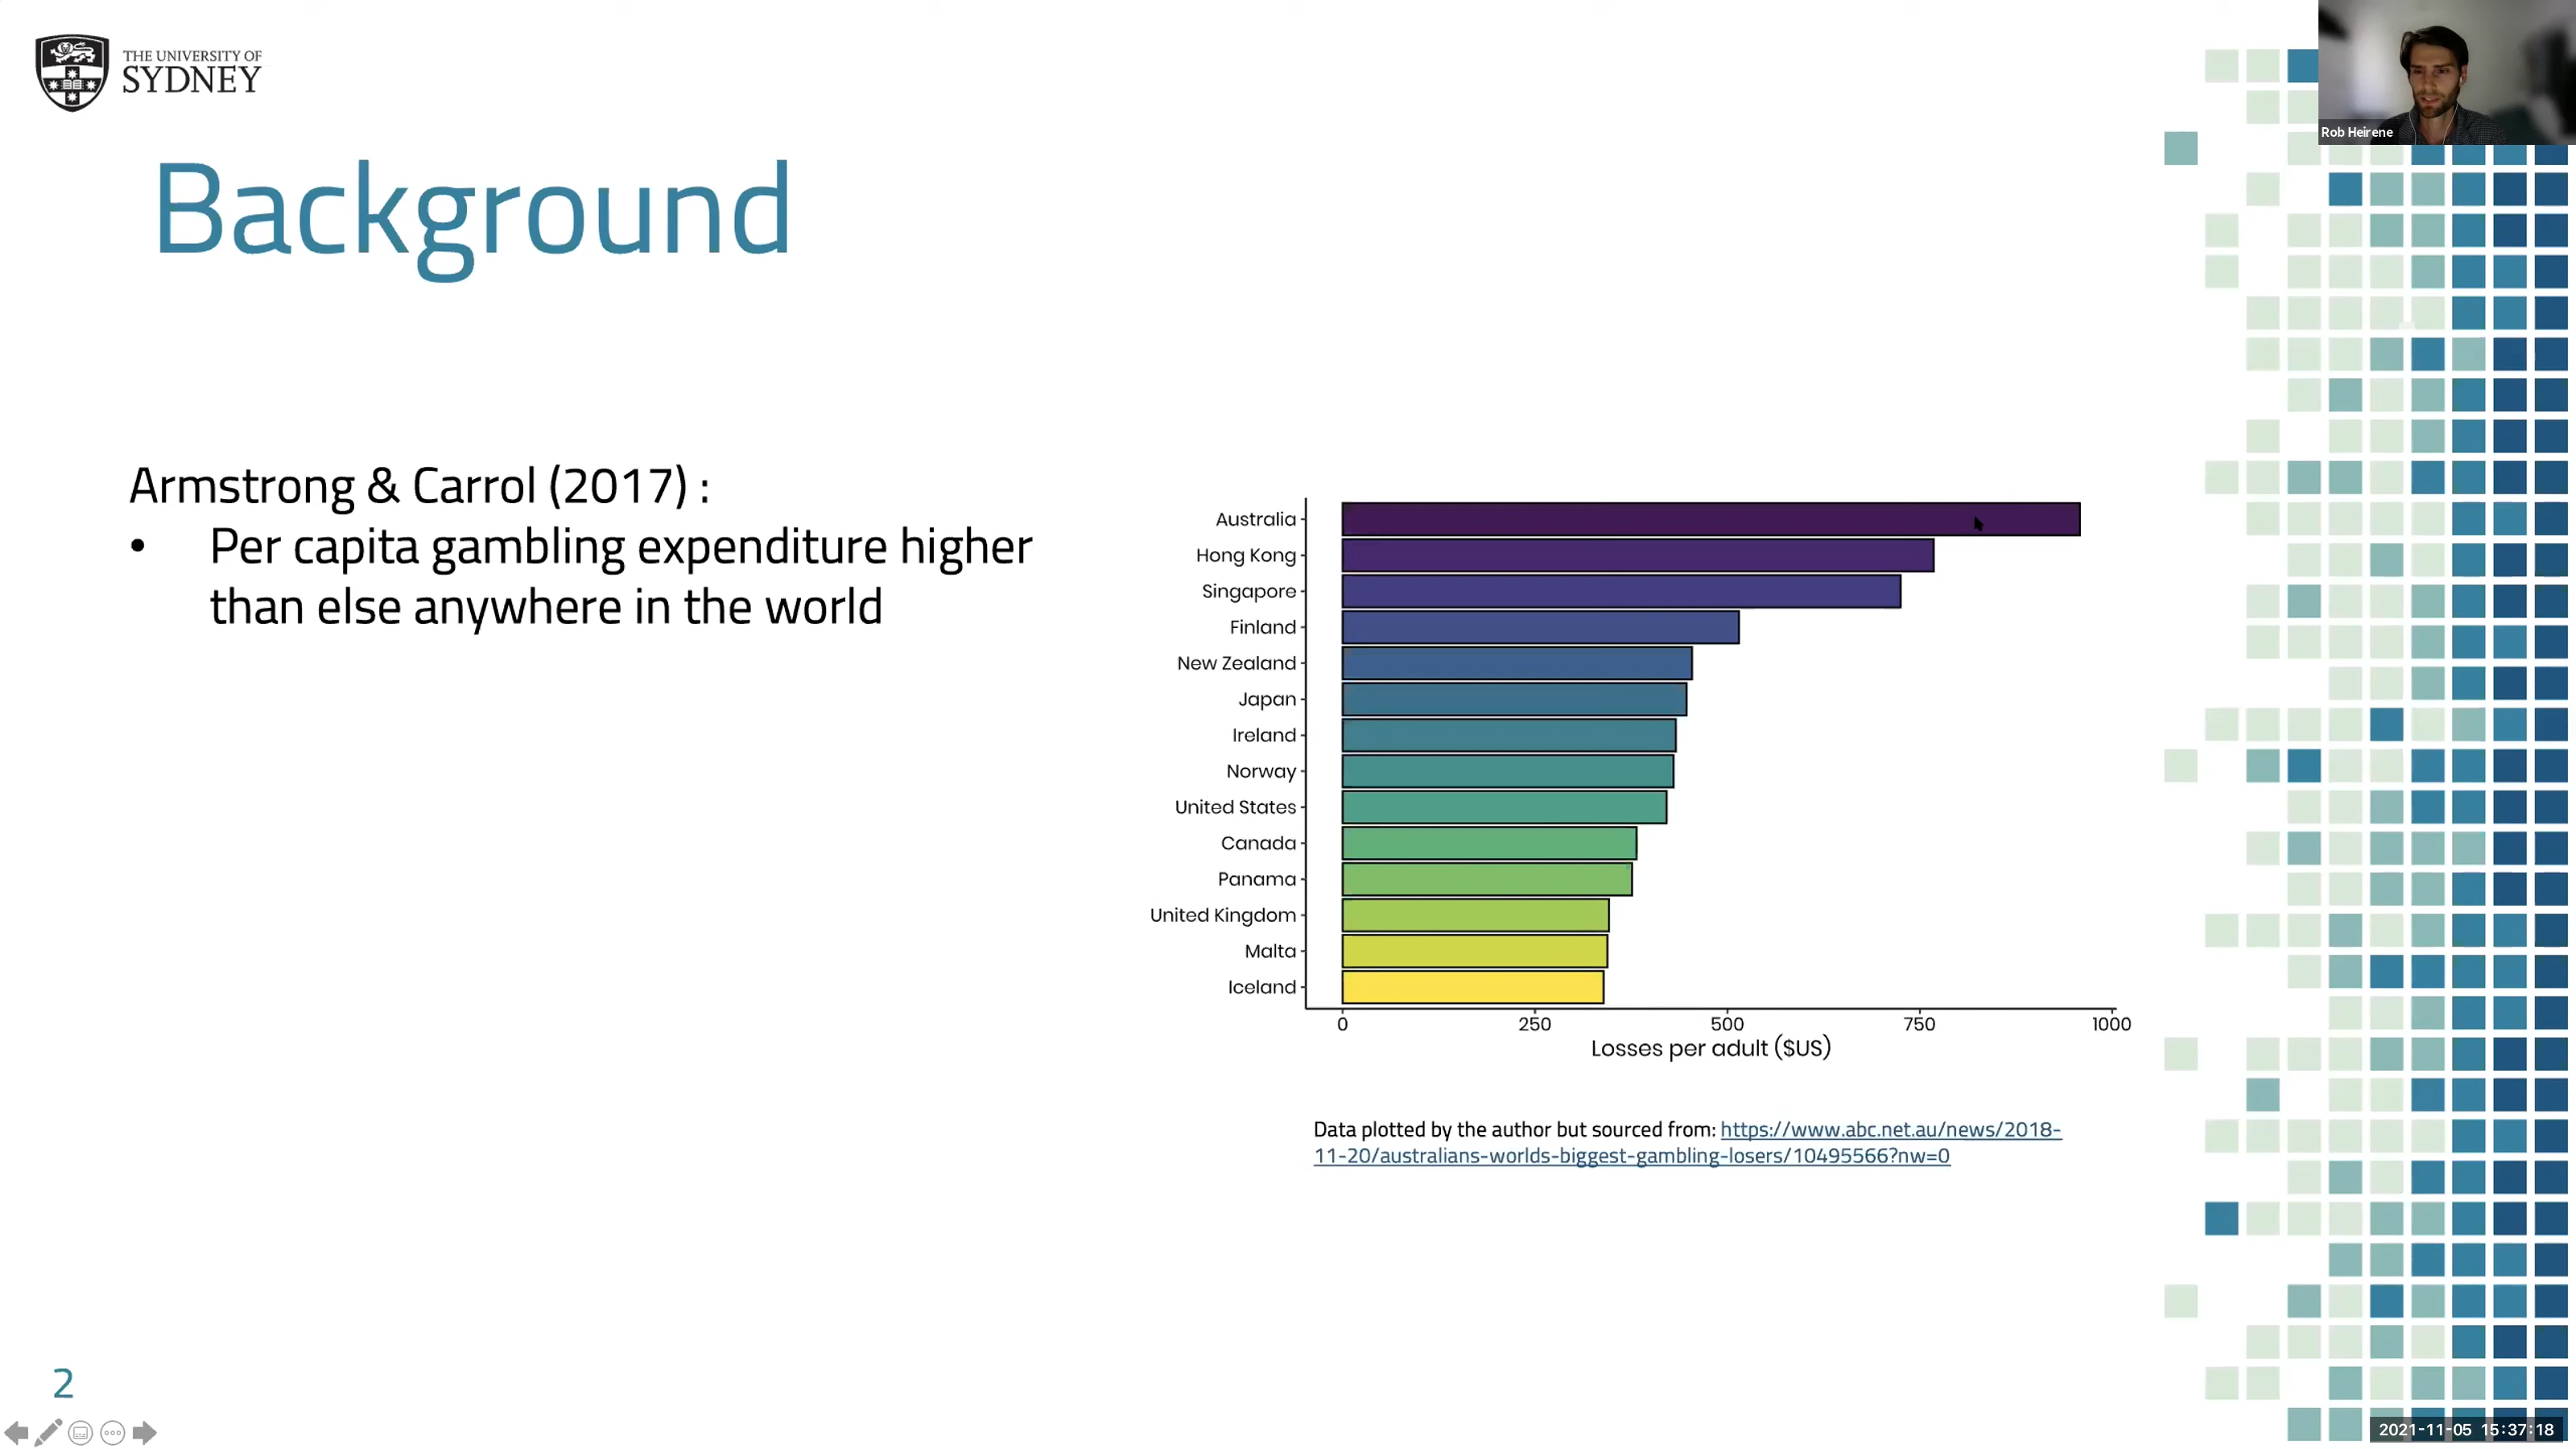 THE UNIVERSITY OF
SYDNEY
Rob Heirene
Background
Armstrong & Carrol (2017) :
• Per capita gambling expenditure higher
than else anywhere in the world
Australia
Hong Kong
Singapore
Finland
New Zealand
Japan
Ireland
Norway
United States
Canada
Panama
United Kingdom
Malta
Iceland
0 250 500 750 1000
Losses per adult ($US)
Data plotted by the author but sourced from: https://www.abc.net.au/news/2018-
11-20/australians-worlds-biggest-gambling-losers/10495566?nw=0
2
2021-11-05 15:37:18